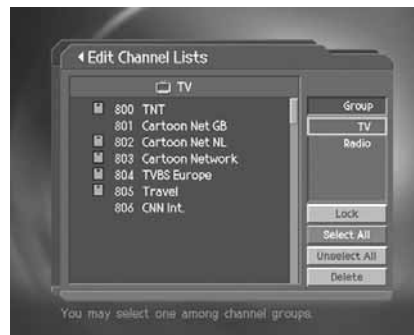 Edit Channel Lists
TV
800 TNT
801 Cartoon Net GB
802 Cartoon Net NL
803 Cartoon Network
804 TVBS Europe
805 Travel
806 CNN Int.
Group
TV
Radio
Lock
Select All
Unselect All
Delete
You may select one among channel groups.